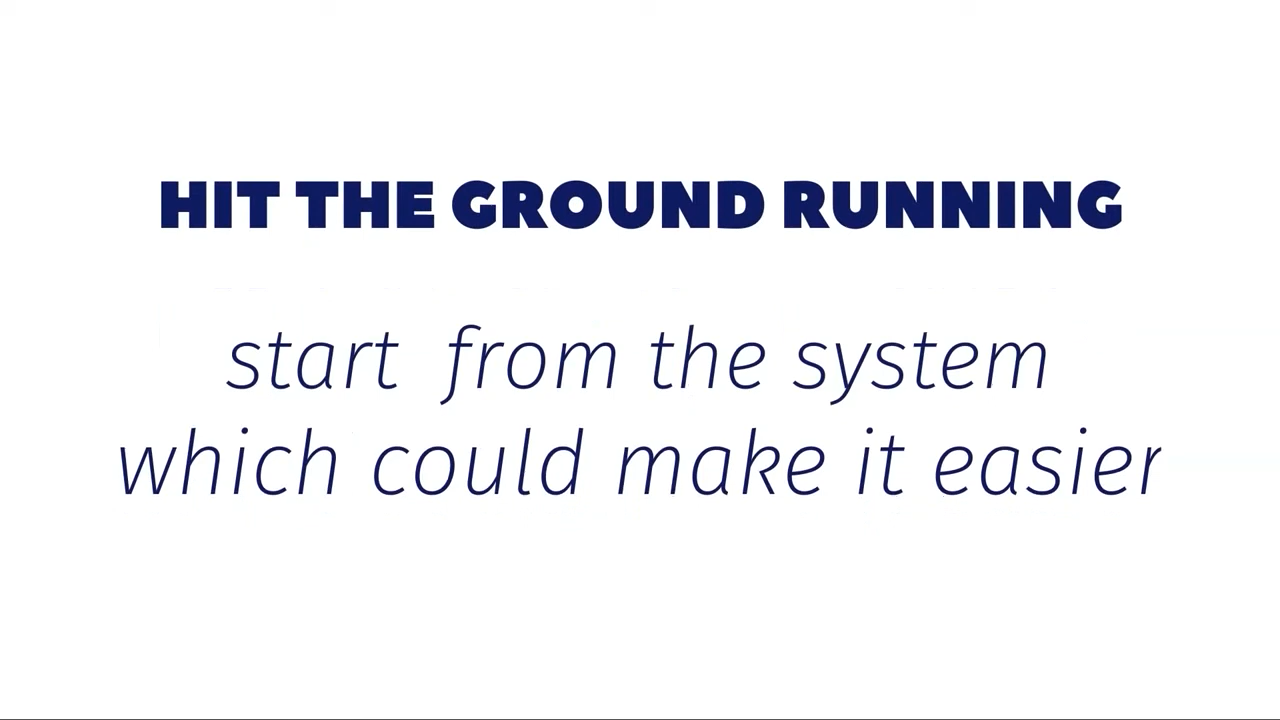 HIT THE GROUND RUNNING
start from the system
which could make it easier